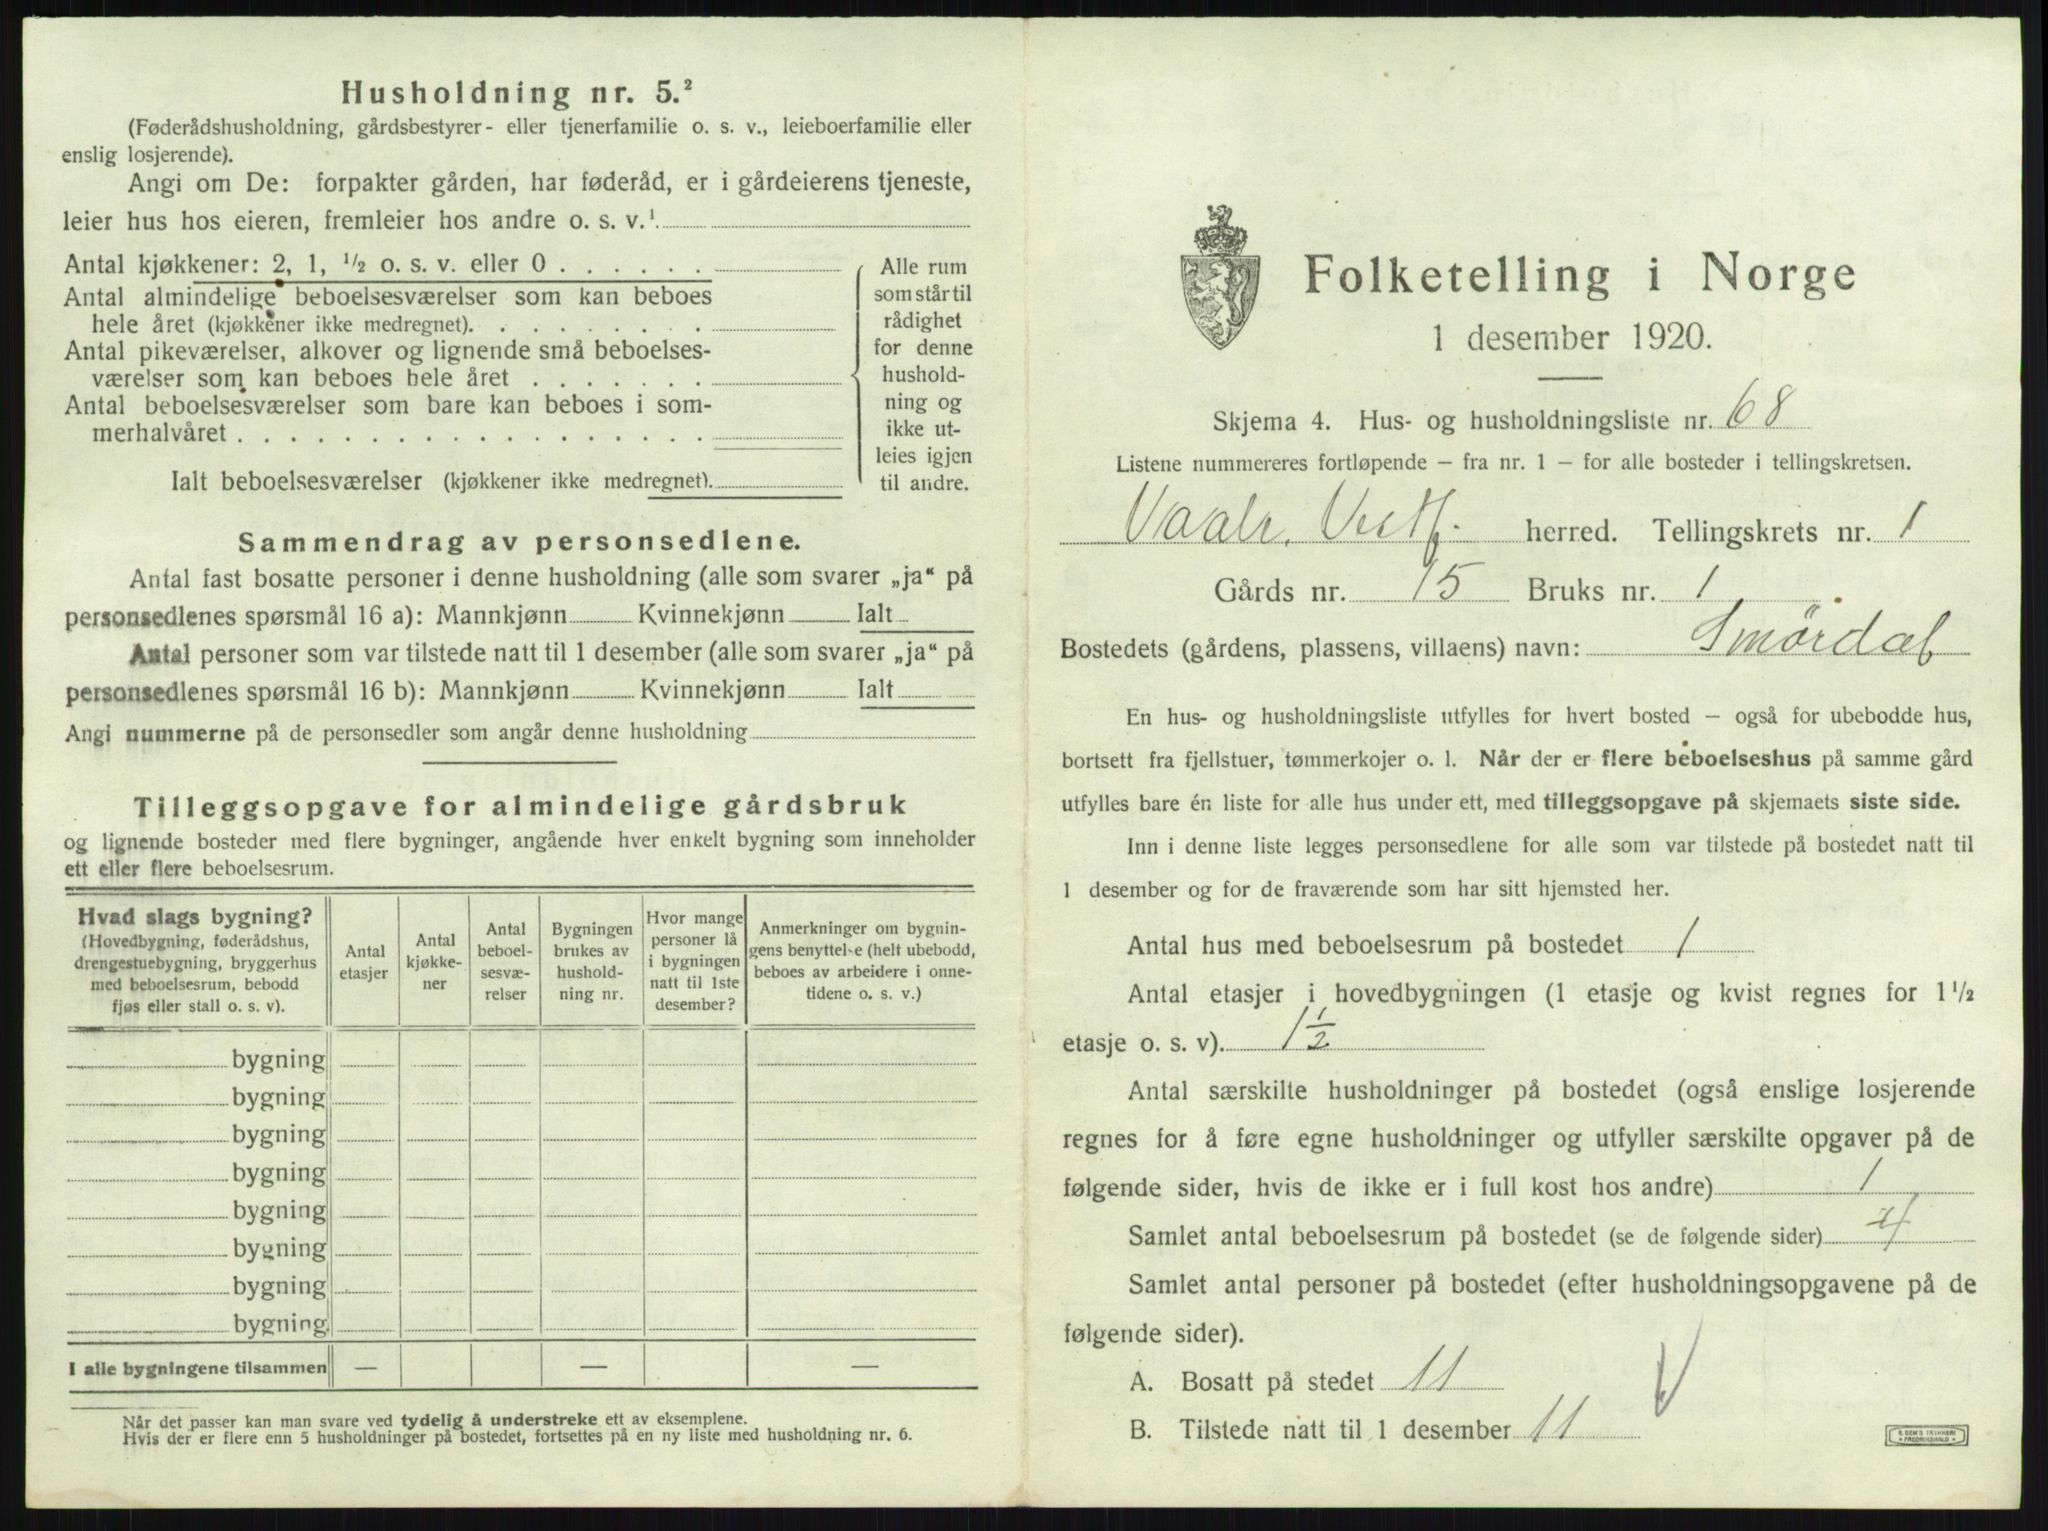 Husholdning nr. 5.²
(Føderådshusholdning, gårdsbestyrer- eller tjenerfamilie o. s. v., leieboerfamilie eller
enslig losjerende).
Angi om De: forpakter gården, har føderåd, er i gårdeierens tjeneste,
leier hus hos eieren, fremleier hos andre o. s. v.¹
Antal kjøkkener: 2, 1, ½ o. s. v. eller 0
Antal almindelige beboelsesværelser som kan beboes
hele året (kjøkkener ikke medregnet).
Antal pikeværelser, alkover og lignende små beboelses-
værelser som kan beboes hele året
Antal beboelsesværelser som bare kan beboes i som-
merhalvåret
Ialt beboelsesværelser (kjøkkener ikke medregnet).
Alle rum
som står til
rådighet
for denne
hushold-
ning og
ikke ut-
leies igjen
til andre.
Sammendrag av personsedlene.
Antal fast bosatte personer i denne husholdning (alle som svarer „ja“ på
personsedlenes spørsmål 16 a): Mannkjønn Kvinnekjønn Ialt
Antal personer som var tilstede natt til 1 desember (alle som svarer „ja“ på
personsedlenes spørsmål 16 b): Mannkjønn Kvinnekjønn Ialt
Angi nummerne på de personsedler som angår denne husholdning
Tilleggsopgave for almindelige gårdsbruk
og lignende bosteder med flere bygninger, angående hver enkelt bygning som inneholder
ett eller flere beboelsesrum.
Hvad slags bygning?
(Hovedbygning, føderådshus,
drengestuebygning, bryggerhus
med beboelsesrum, bebodd
fjøs eller stall o. s. v).
Antal
etasjer
Antal
kjøkke-
ner
Antal
beboel-
sesvæ-
relser
Bygningen
brukes av
hushold-
ning nr.
Hvor mange
personer lå
i bygningen
natt til 1ste
desember?
Anmerkninger om bygnin-
gens benyttelse (helt ubebodd,
beboes av arbeidere i onne-
tidene o. s. v.)
bygning
bygning
bygning
bygning
bygning
bygning
bygning
bygning
I alle bygningene tilsammen — — —
Når det passer kan man svare ved tydelig å understreke ett av eksemplene.
Hvis der er flere enn 5 husholdninger på bostedet, fortsettes på en ny liste med husholdning nr. 6.
Folketelling i Norge
1 desember 1920.
Skjema 4. Hus- og husholdningsliste nr. 68
Listene nummereres fortløpende – fra nr. 1 – for alle bosteder i tellingskretsen.
Vaale, Vestf. herred. Tellingskrets nr. 1
Gårds nr. 15 Bruks nr. 1
Bostedets (gårdens, plassens, villaens) navn: Smørdal
En hus- og husholdningsliste utfylles for hvert bosted – også for ubebodde hus,
bortsett fra fjellstuer, tømmerkojer o. l. Når der er flere beboelseshus på samme gård
utfylles bare én liste for alle hus under ett, med tilleggsopgave på skjemaets siste side.
Inn i denne liste legges personsedlene for alle som var tilstede på bostedet natt til
1 desember og for de fraværende som har sitt hjemsted her.
Antal hus med beboelsesrum på bostedet 1
Antal etasjer i hovedbygningen (1 etasje og kvist regnes for 1½
etasje o. s. v). 1½
Antal særskilte husholdninger på bostedet (også enslige losjerende
regnes for å føre egne husholdninger og utfyller særskilte opgaver på de
følgende sider, hvis de ikke er i full kost hos andre) 1
Samlet antal beboelsesrum på bostedet (se de følgende sider) 4
Samlet antal personer på bostedet (efter husholdningsopgavene på de
følgende sider).
A. Bosatt på stedet 11
B. Tilstede natt til 1 desember 11
E. SEM'S TRYKKERI
FREDRIKSHALD